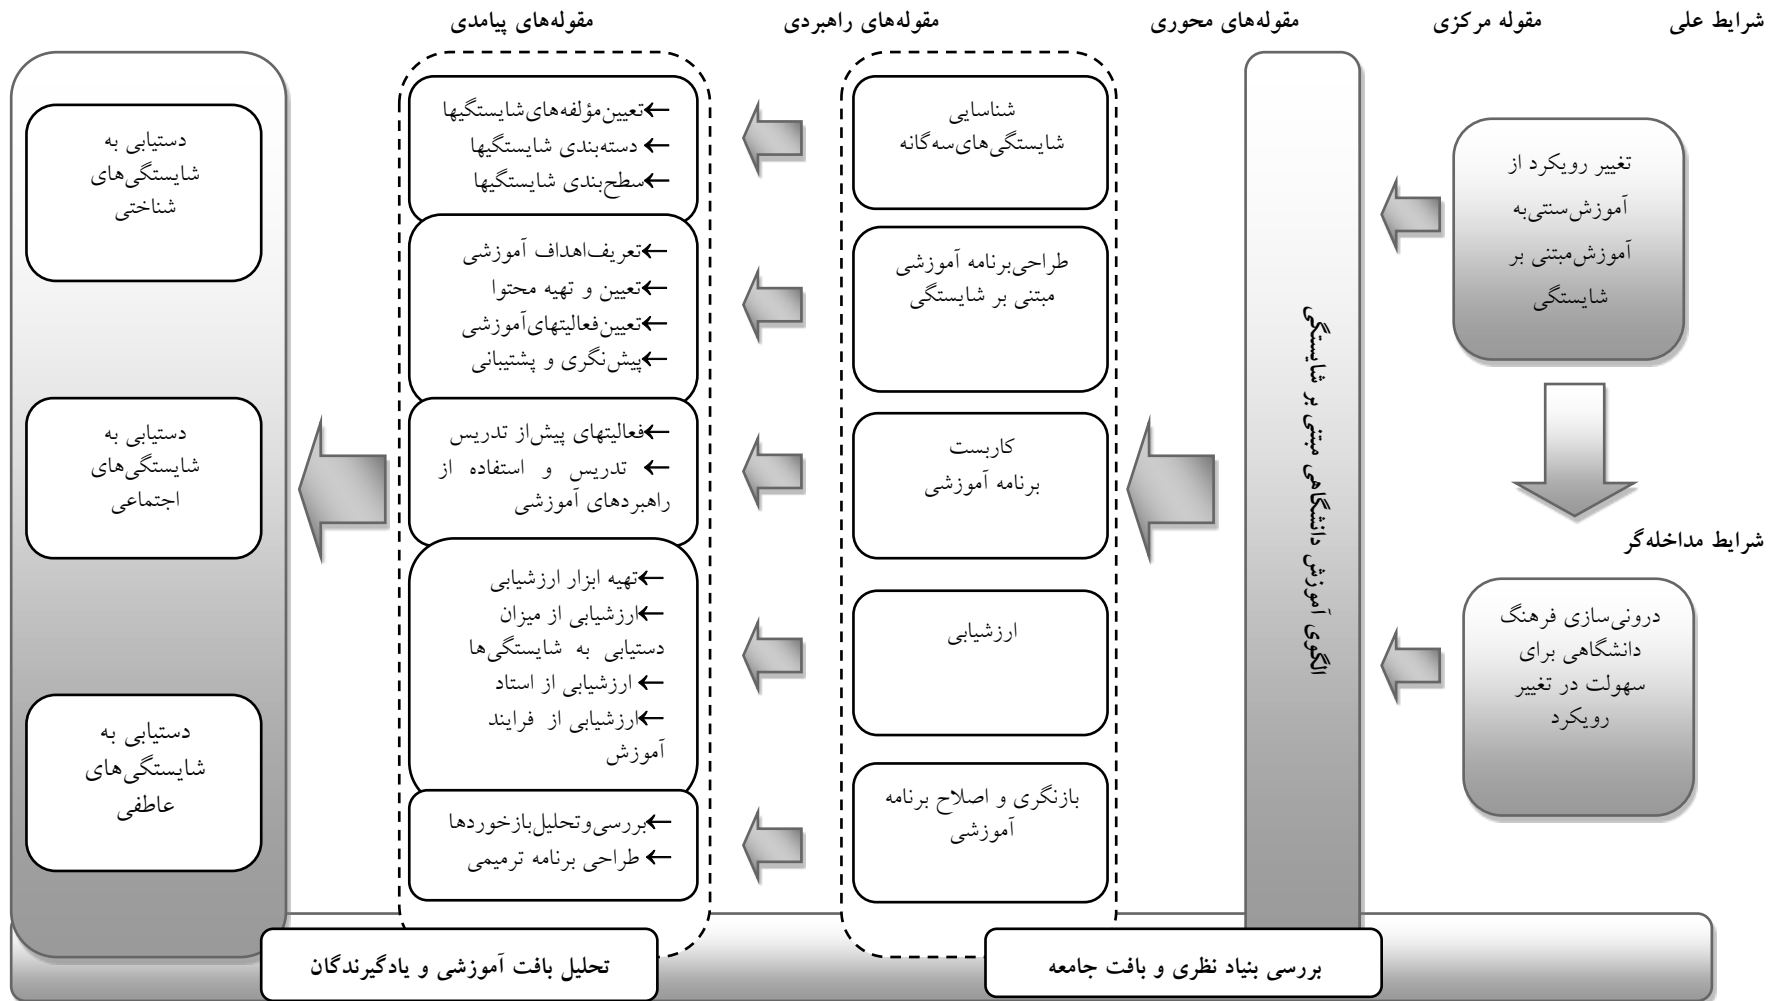 شرایط علی
مقوله مرکزی
مقوله‌های محوری
مقوله‌های راهبردی
مقوله‌های پیامدی
تغییر رویکرد از
آموزش‌سنتی‌به
آموزش‌مبتنی بر
شایستگی
شرایط مداخله‌گر
درونی‌سازی فرهنگ
دانشگاهی برای
سهولت در تغییر
رویکرد
الگوی آموزش دانشگاهی مبتنی بر شایستگی
شناسایی
شایستگی‌های‌سه‌گانه
طراحی‌برنامه آموزشی
مبتنی بر شایستگی
کاربست
برنامه آموزشی
ارزشیابی
بازنگری و اصلاح برنامه
آموزشی
←تعیین‌مؤلفه‌های‌شایستگیها
← دسته‌بندی شایستگیها
←سطح‌بندی شایستگیها
←تعریف‌اهداف آموزشی
←تعیین و تهیه محتوا
←تعیین‌فعالیتهای‌آموزشی
←پیش‌نگری و پشتیبانی
←فعالیتهای پیش‌از تدریس
← تدریس و استفاده از
راهبردهای آموزشی
←تهیه ابزار ارزشیابی
←ارزشیابی از میزان
دستیابی به شایستگی‌ها
← ارزشیابی از استاد
←ارزشیابی از فرایند
آموزش
←بررسی‌وتحلیل‌بازخوردها
← طراحی برنامه ترمیمی
دستیابی به
شایستگی‌های
شناختی
دستیابی به
شایستگی‌های
اجتماعی
دستیابی به
شایستگی‌های
عاطفی
بررسی بنیاد نظری و بافت جامعه
تحلیل بافت آموزشی و یادگیرندگان